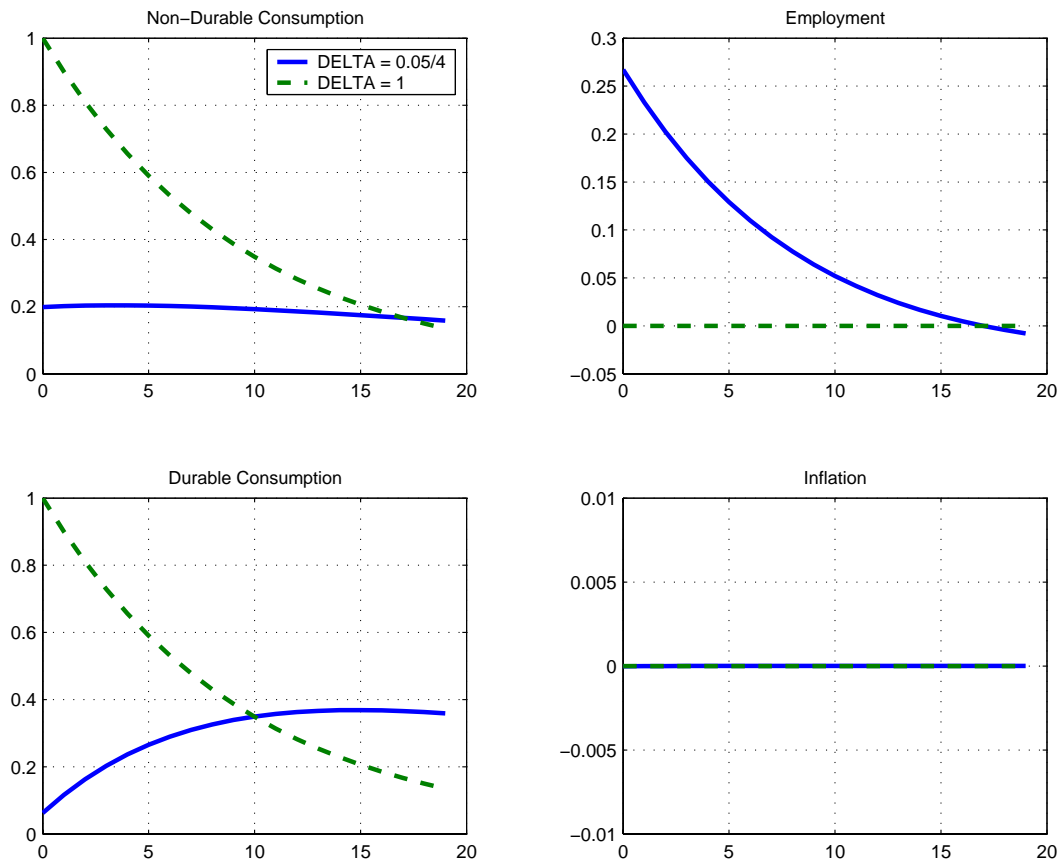 Non−Durable Consumption
1
0.8
0.6
0.4
0.2
0
0 5 10 15 20
DELTA = 0.05/4
DELTA = 1
Employment
0.3
0.25
0.2
0.15
0.1
0.05
0
−0.05
0 5 10 15 20
Durable Consumption
1
0.8
0.6
0.4
0.2
0
0 5 10 15 20
Inflation
0.01
0.005
0
−0.005
−0.01
0 5 10 15 20